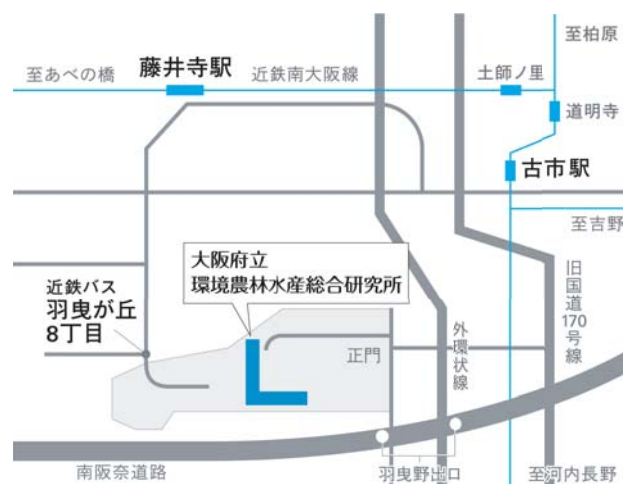 至柏原
藤井寺駅
至あべの橋
近鉄南大阪線
土師ノ里
道明寺
古市駅
至吉野
大阪府立
環境農林水産総合研究所
近鉄バス
羽曳が丘
8丁目
正門
外環状線
旧国道170号線
南阪奈道路
羽曳野出口
至河内長野